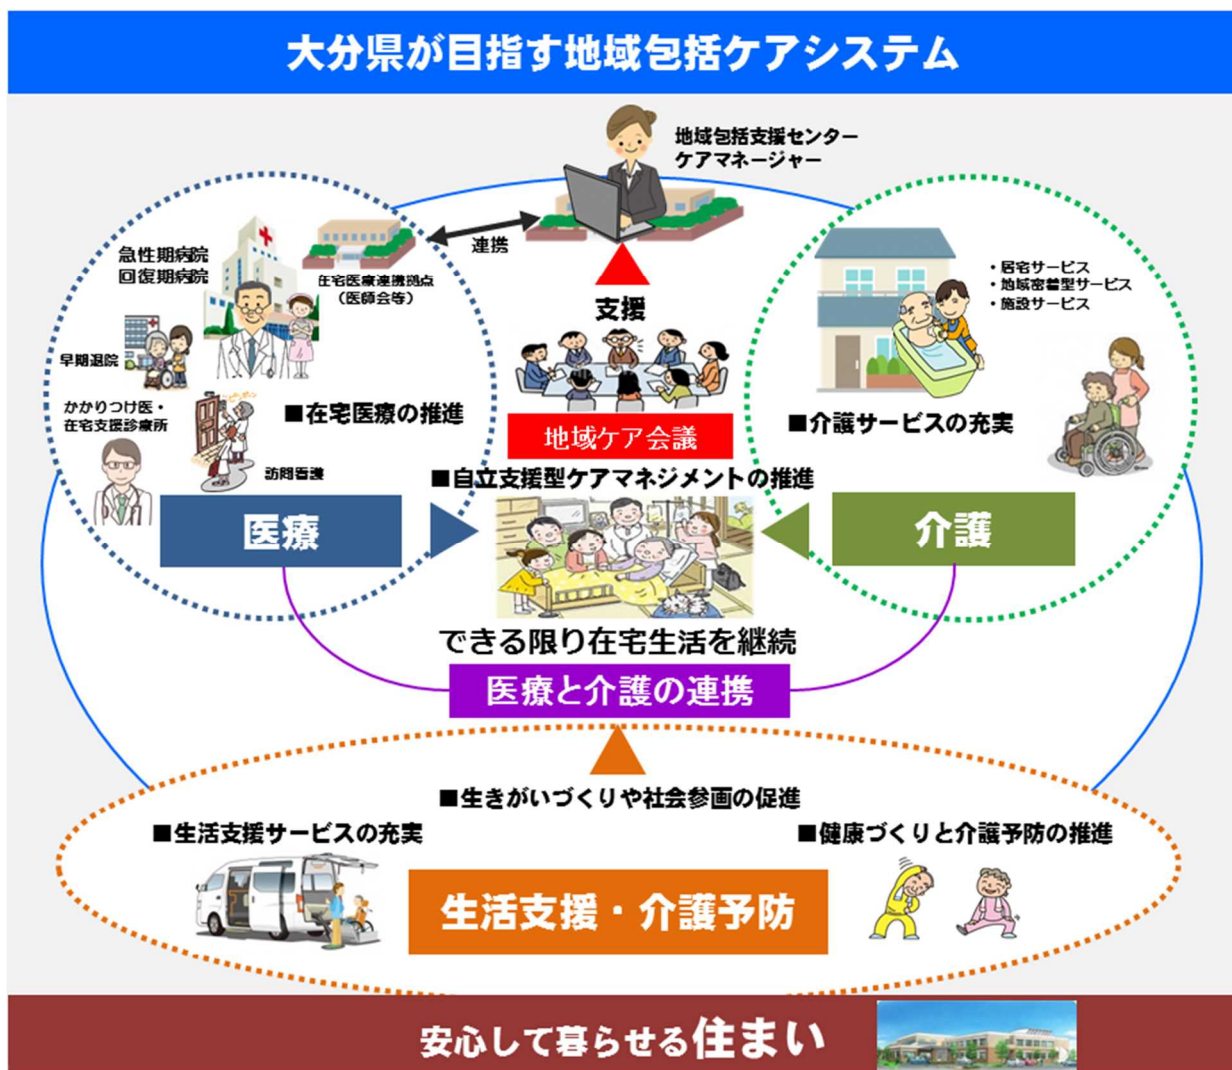 大分県が目指す地域包括ケアシステム
地域包括支援センター
ケアマネージャー
連携
急性期病院
回復期病院
在宅医療連携拠点
（医師会等）
早期退院
かかりつけ医・
在宅支援診療所
訪問看護
■在宅医療の推進
医療
支援
地域ケア会議
■自立支援型ケアマネジメントの推進
・居宅サービス
・地域密着型サービス
・施設サービス
■介護サービスの充実
介護
できる限り在宅生活を継続
医療と介護の連携
■生きがいづくりや社会参画の促進
■生活支援サービスの充実
■健康づくりと介護予防の推進
生活支援・介護予防
安心して暮らせる住まい